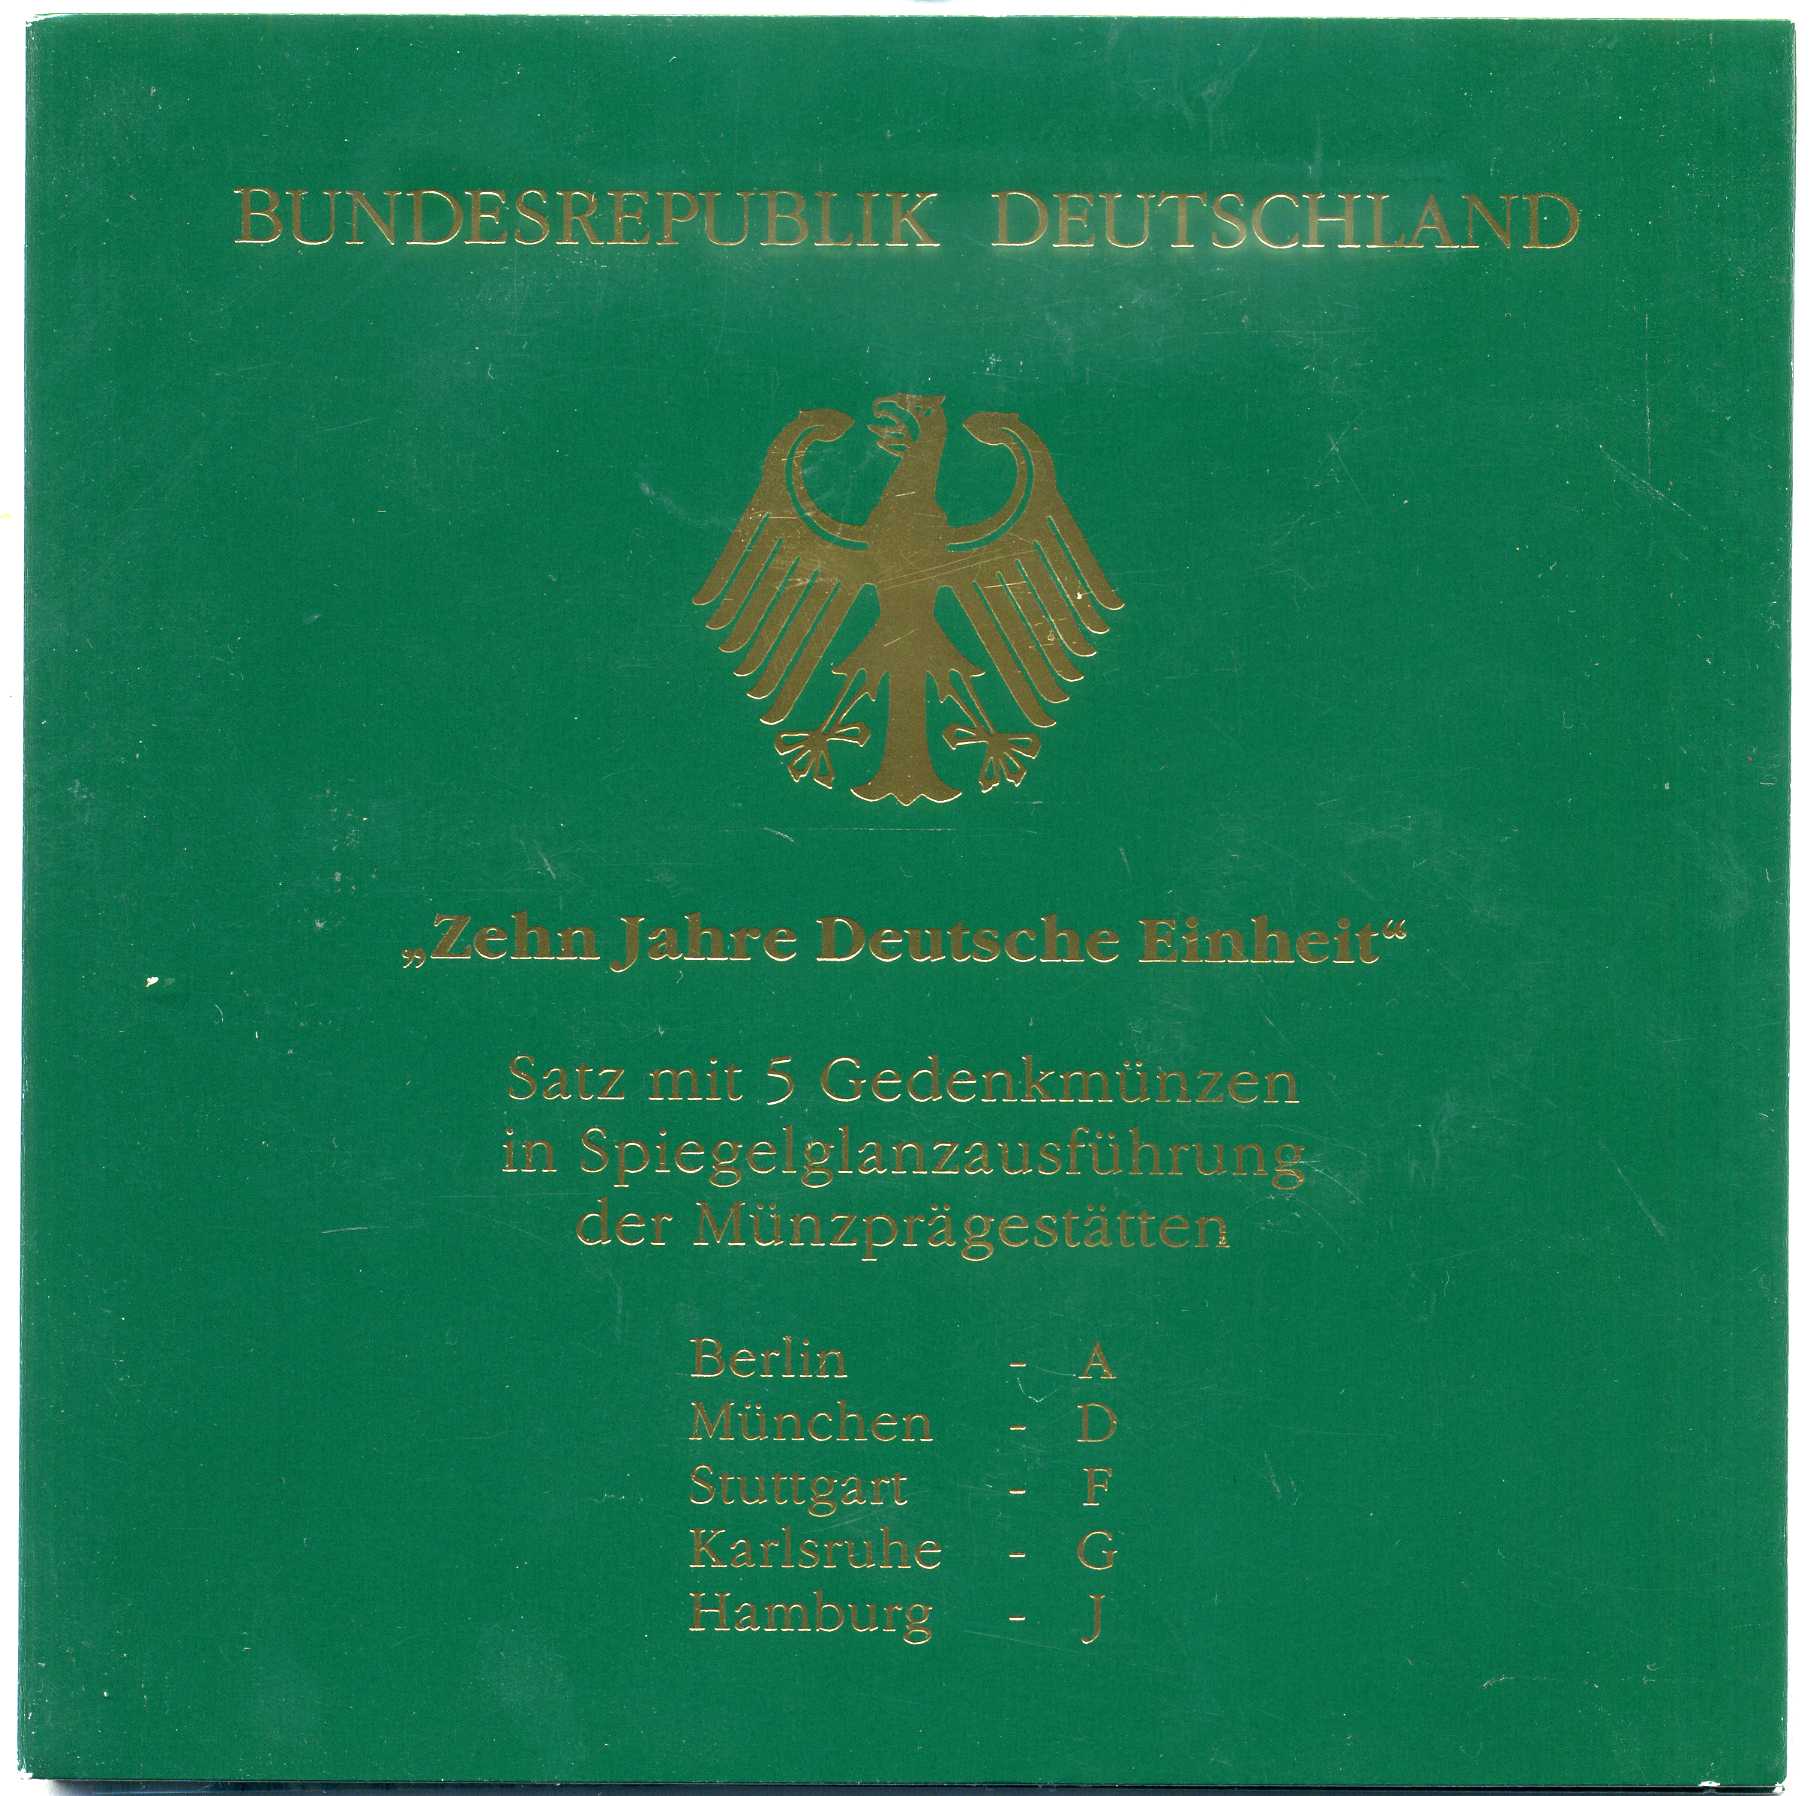 BUNDESREPUBLIK DEUTSCHLAND
„Zehn Jahre Deutsche Einheit“
Satz mit 5 Gedenkmünzen
in Spiegelglanzausführung
der Münzprägestätten
Berlin - A
München - D
Stuttgart - F
Karlsruhe - G
Hamburg - J